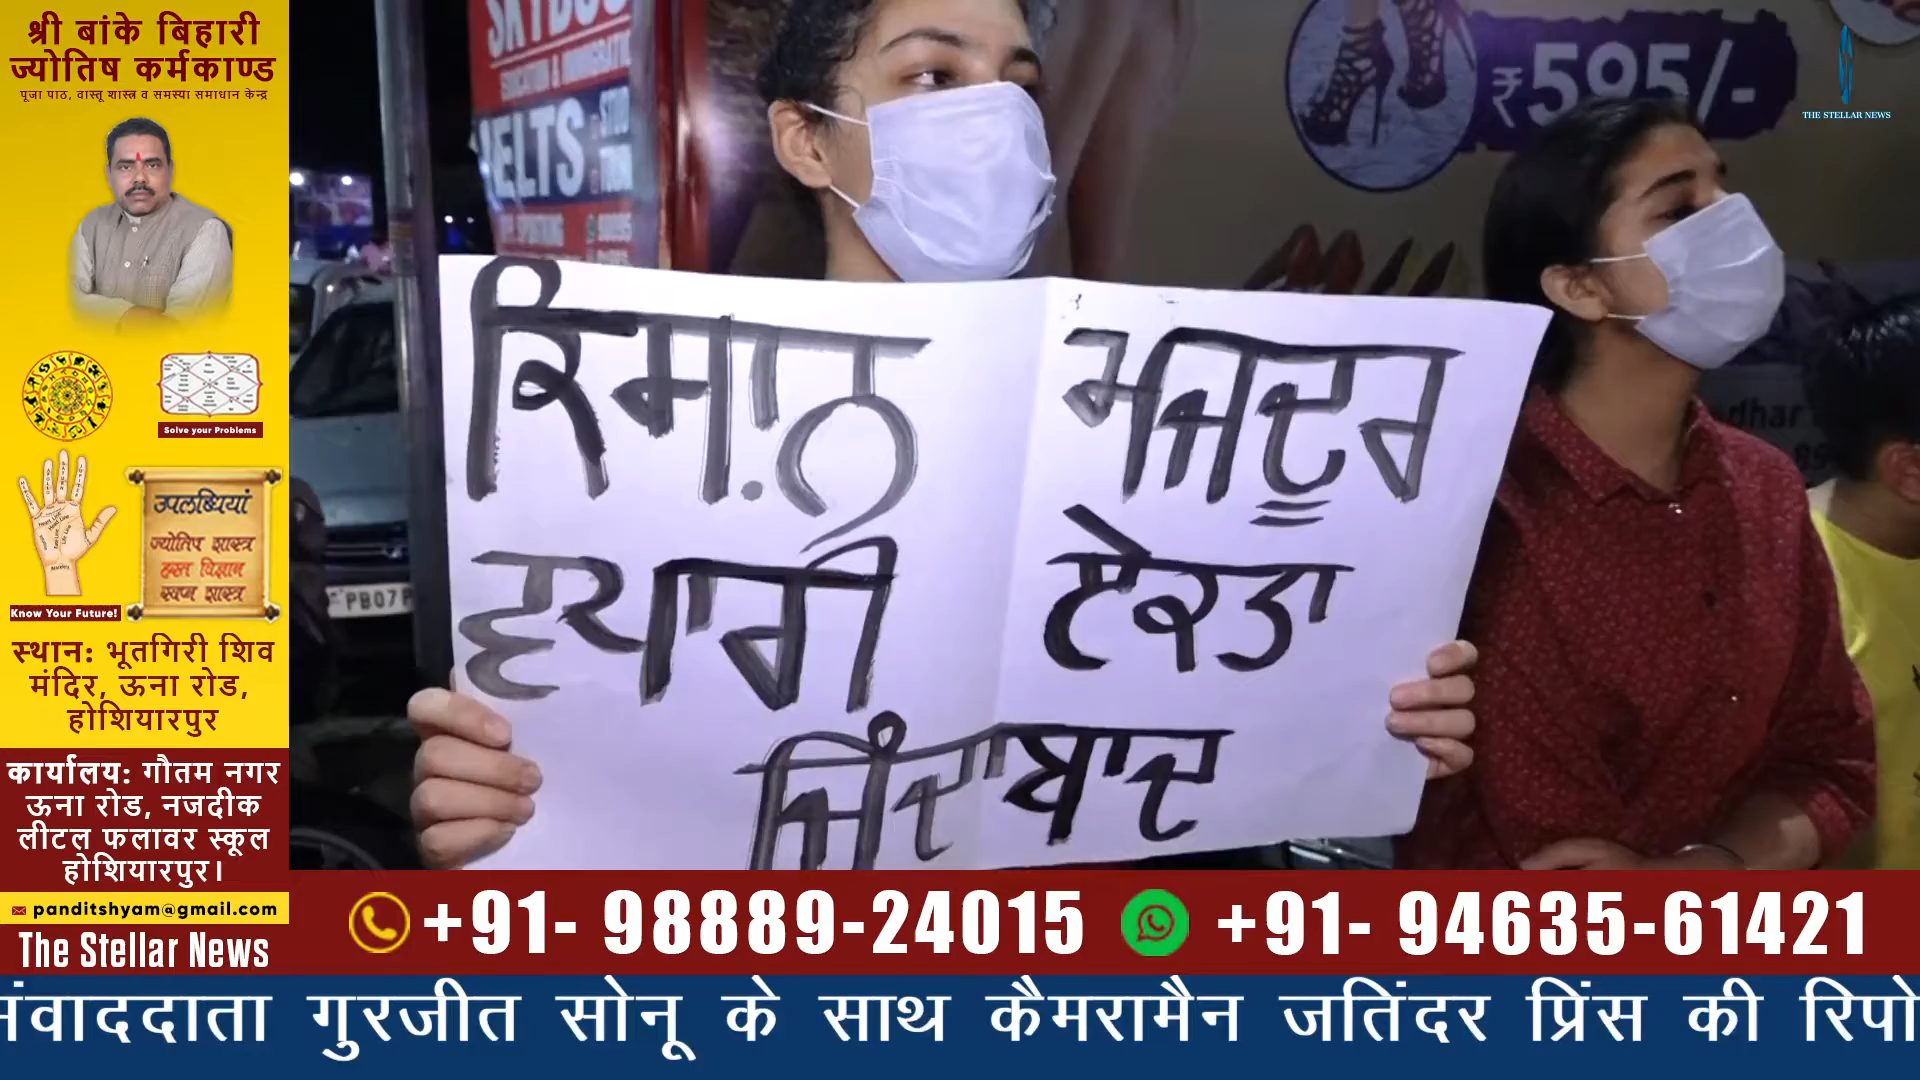 श्री बांके बिहारी
ज्योतिष कर्मकाण्ड
पूजा पाठ, वास्तू शास्त्र व समस्या समाधान केन्द्र
Solve your Problems
Know Your Future!
उपलब्धियां
ज्योतिष शास्त्र
हस्त विज्ञान
स्वप्न शास्त्र
स्थान: भूतगिरी शिव
मंदिर, ऊना रोड,
होशियारपुर
कार्यालय: गौतम नगर
ऊना रोड, नजदीक
लीटल फलावर स्कूल
होशियारपुर।
panditshyam@gmail.com
The Stellar News
IELTS
₹595/-
THE STELLAR NEWS
ਕਿਸਾਨ ਮਜਦੂਰ
ਵਪਾਰੀ ਏਕਤਾ
ਜਿੰਦਾਬਾਦ
PB07
+91- 98889-24015 +91- 94635-61421
संवाददाता गुरजीत सोनू के साथ कैमरामैन जतिंदर प्रिंस की रिपो